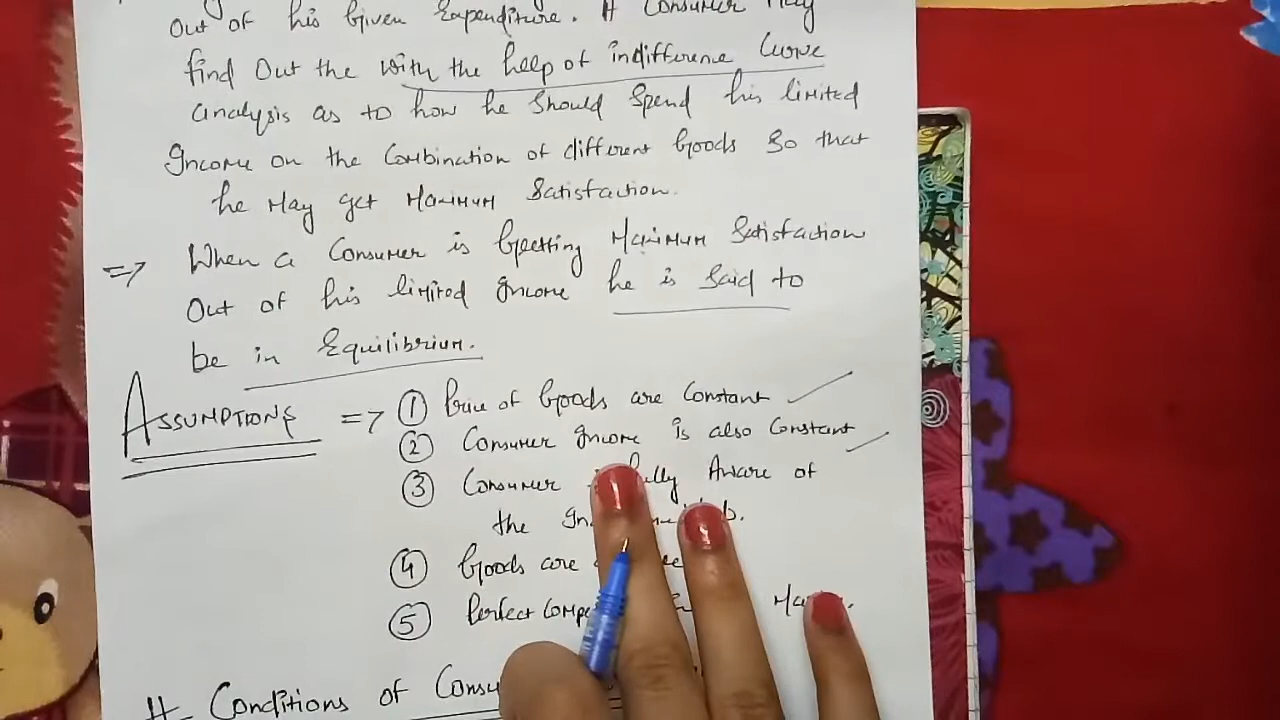 out of his Given Expenditure. A Consumer May
find Out the with the help of indifference Curve
analysis as to how he Should Spend his limited
Income on the Combination of different Goods So that
he May get Maximum Satisfaction.
=> When a Consumer is Getting Maximum Satisfaction
Out of his limited Income he is Said to
be in Equilibrium.
ASSUMPTIONS => ① Price of Goods are Constant
② Consumer Income is also Constant
③ Consumer fully Aware of
the
④ Goods are
⑤ Perfect
# Conditions of